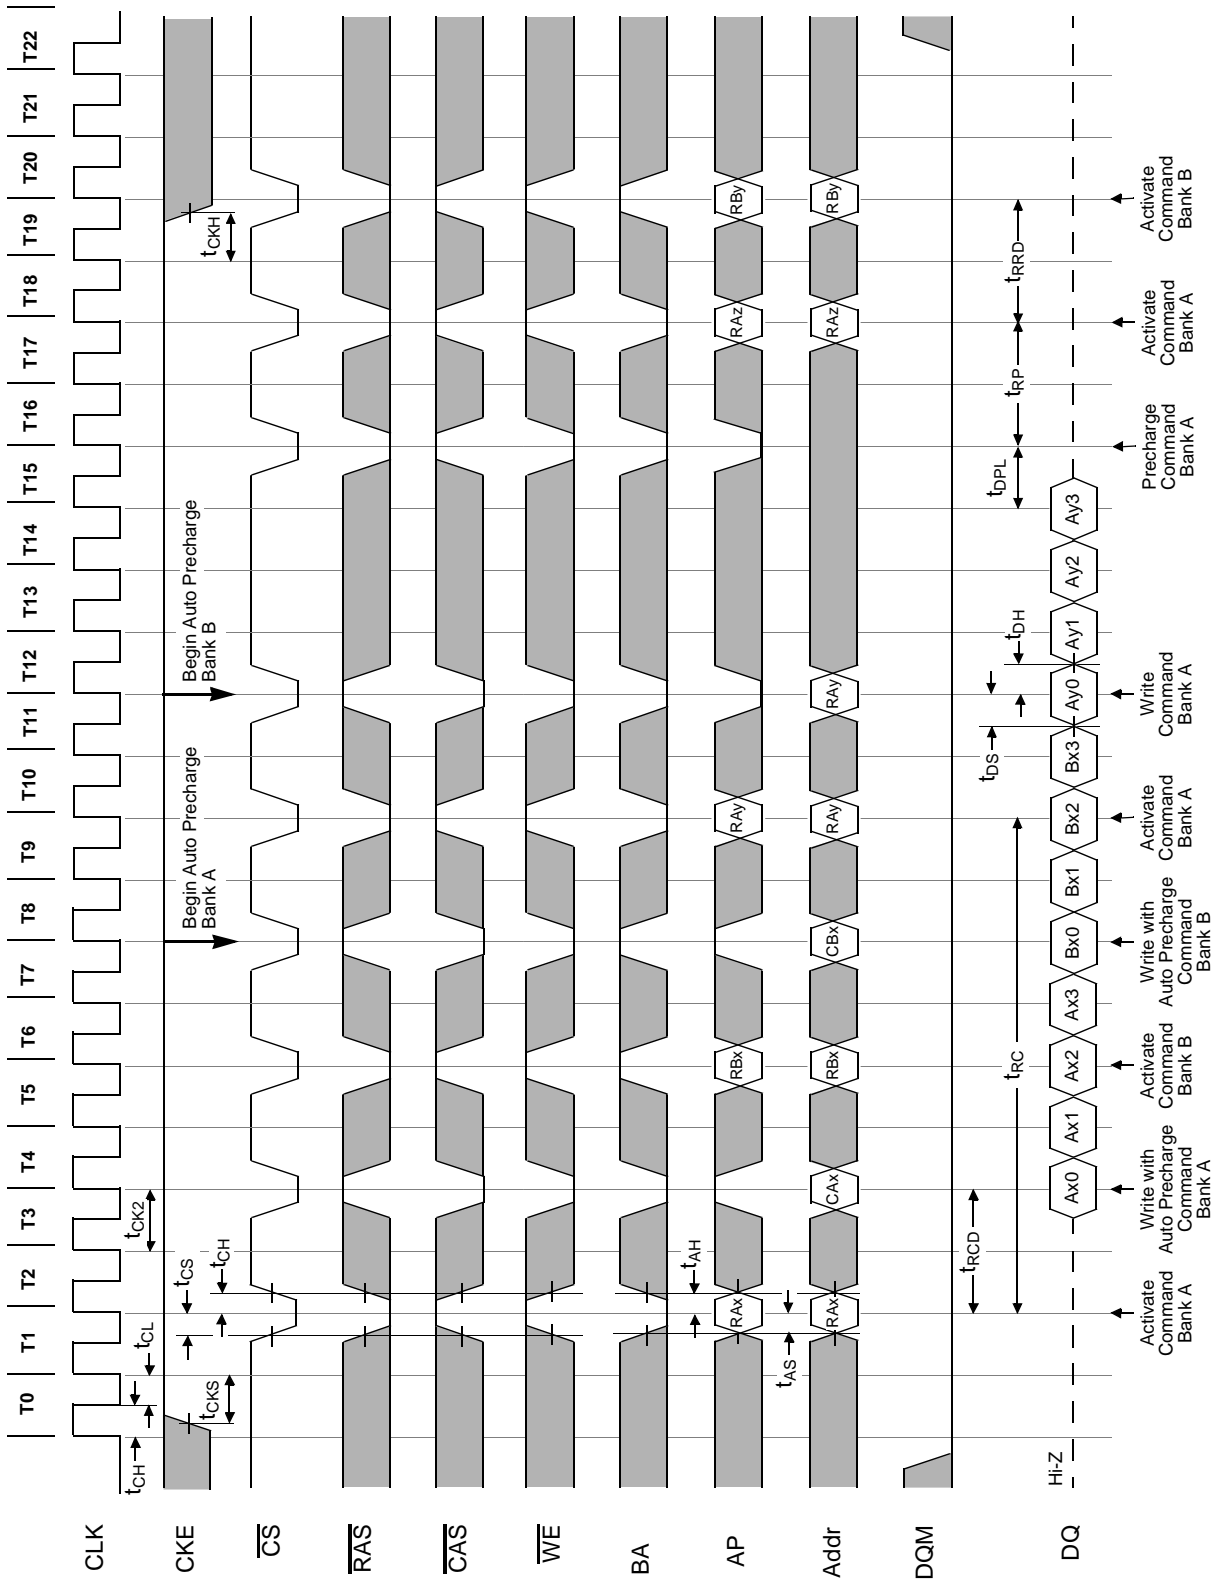 T0 T1 T2 T3 T4 T5 T6 T7 T8 T9 T10 T11 T12 T13 T14 T15 T16 T17 T18 T19 T20 T21 T22
CLK
tCH
tCL
tCK2
CKE
tCKS
Begin Auto Precharge
Bank A
Begin Auto Precharge
Bank B
tCKH
CS
tCS
tCH
RAS
CAS
WE
BA
AP
RAx RBx RAy RAz RBy
tAH
tAS
Addr
RAx CAx RBx CBx RAy RAy RAz RBy
DQM
tRCD
tRC
tDS
tDH
tDPL
tRP
tRRD
DQ
Hi-Z
Ax0 Ax1 Ax2 Ax3 Bx0 Bx1 Bx2 Bx3 Ay0 Ay1 Ay2 Ay3
Activate
Command
Bank A
Write with
Auto Precharge
Command
Bank A
Activate
Command
Bank B
Write with
Auto Precharge
Command
Bank B
Activate
Command
Bank A
Write
Command
Bank A
Precharge
Command
Bank A
Activate
Command
Bank A
Activate
Command
Bank B